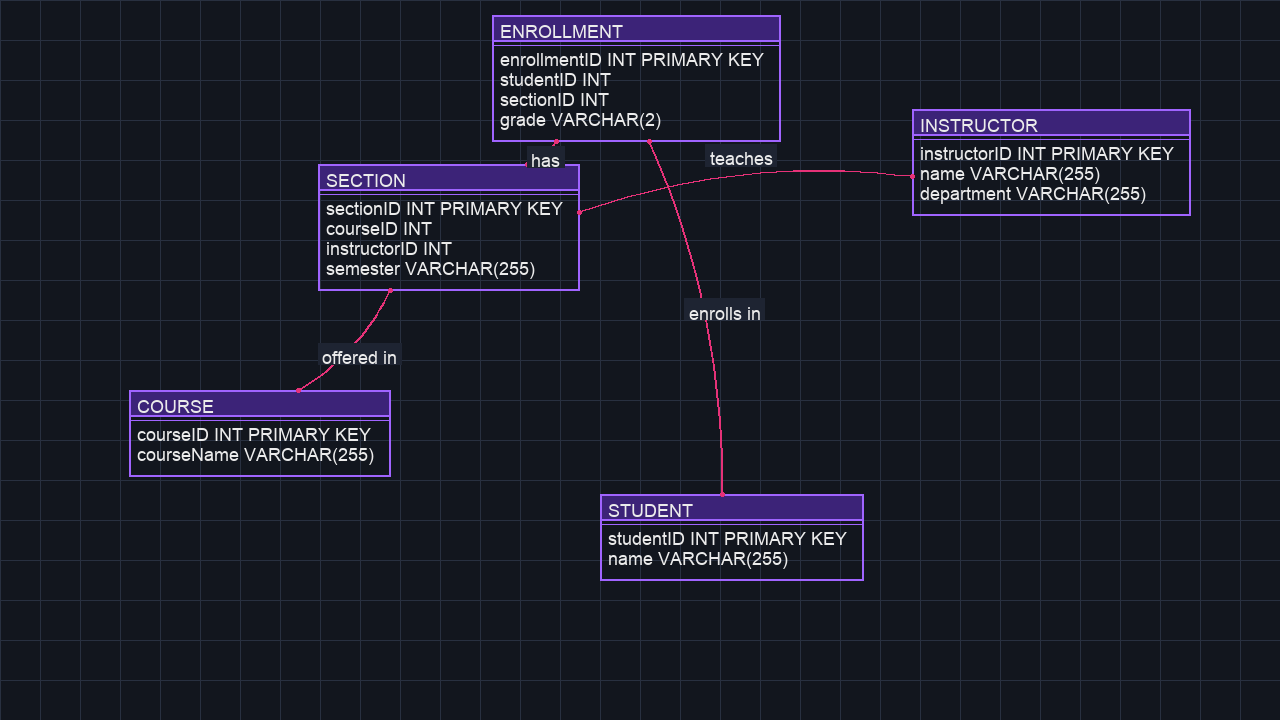 ENROLLMENT
enrollmentID INT PRIMARY KEY
studentID INT
sectionID INT
grade VARCHAR(2)
has
teaches
INSTRUCTOR
instructorID INT PRIMARY KEY
name VARCHAR(255)
department VARCHAR(255)
SECTION
sectionID INT PRIMARY KEY
courseID INT
instructorID INT
semester VARCHAR(255)
enrolls in
offered in
COURSE
courseID INT PRIMARY KEY
courseName VARCHAR(255)
STUDENT
studentID INT PRIMARY KEY
name VARCHAR(255)